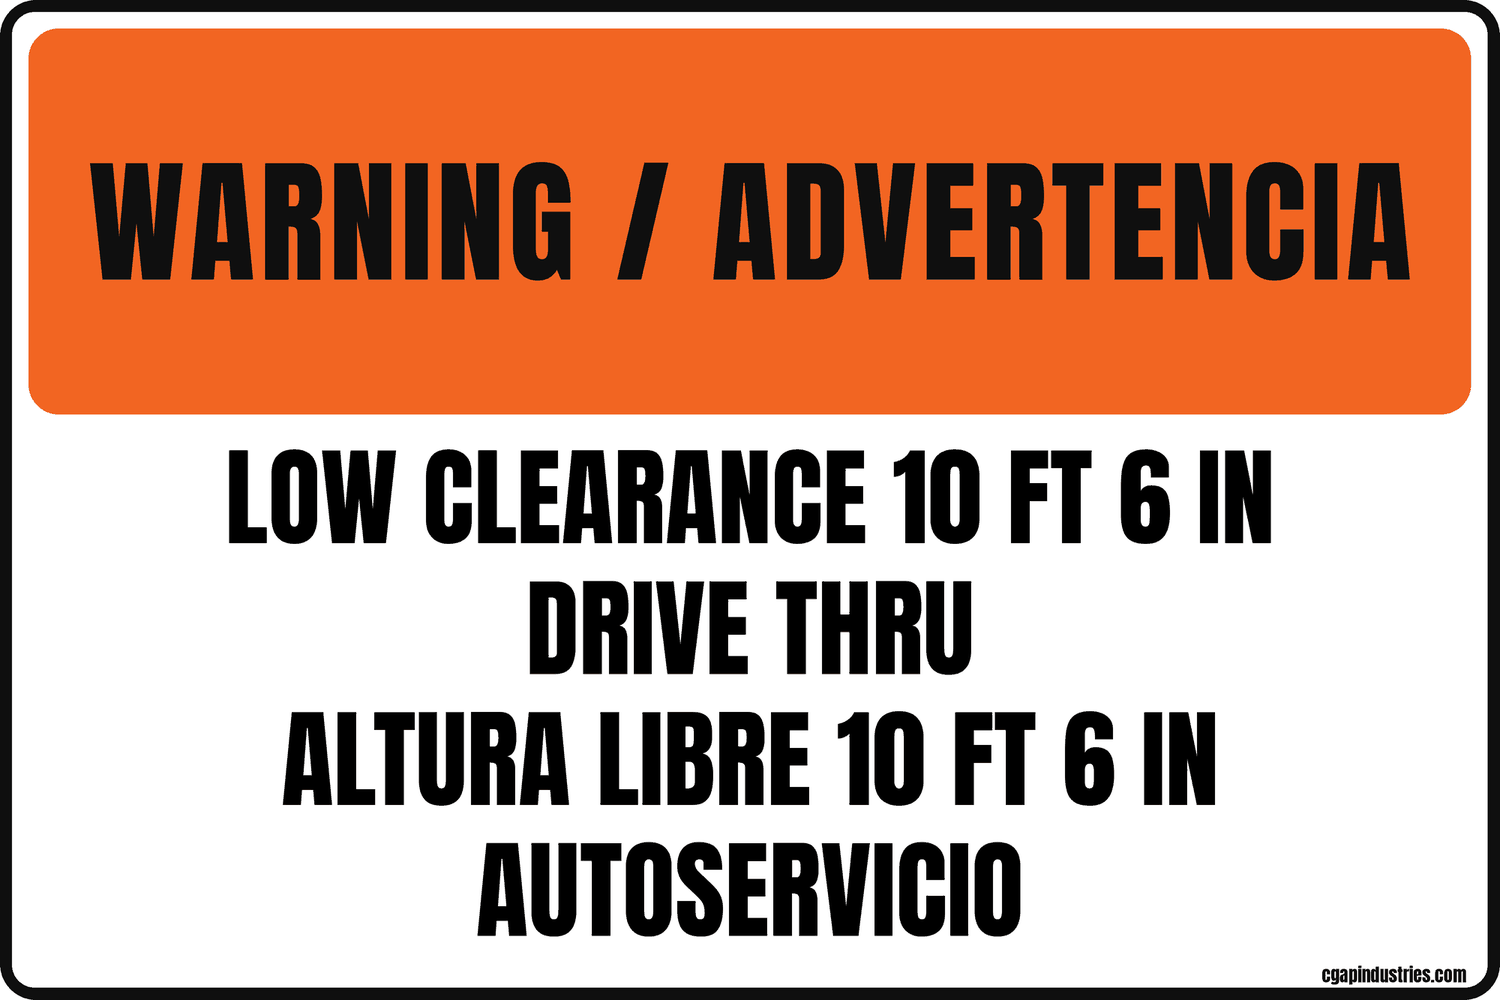 WARNING / ADVERTENCIA
LOW CLEARANCE 10 FT 6 IN
DRIVE THRU
ALTURA LIBRE 10 FT 6 IN
AUTOSERVICIO
cgapindustries.com